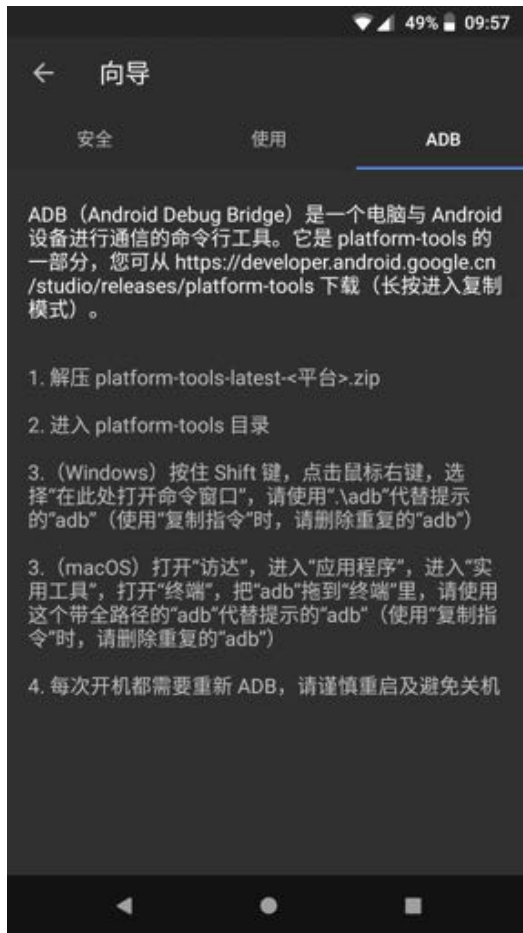 49% 09:57
向导
安全 使用 ADB
ADB（Android Debug Bridge）是一个电脑与 Android
设备进行通信的命令行工具。它是 platform-tools 的
一部分，您可从 https://developer.android.google.cn
/studio/releases/platform-tools 下载（长按进入复制
模式）。
1. 解压 platform-tools-latest-<平台>.zip
2. 进入 platform-tools 目录
3.（Windows）按住 Shift 键，点击鼠标右键，选
择“在此处打开命令窗口”，请使用“.\adb”代替提示
的“adb”（使用“复制指令”时，请删除重复的“adb”）
3.（macOS）打开“访达”，进入“应用程序”，进入“实
用工具”，打开“终端”，把“adb”拖到“终端”里，请使用
这个带全路径的“adb”代替提示的“adb”（使用“复制指
令”时，请删除重复的“adb”）
4. 每次开机都需要重新 ADB，请谨慎重启及避免关机